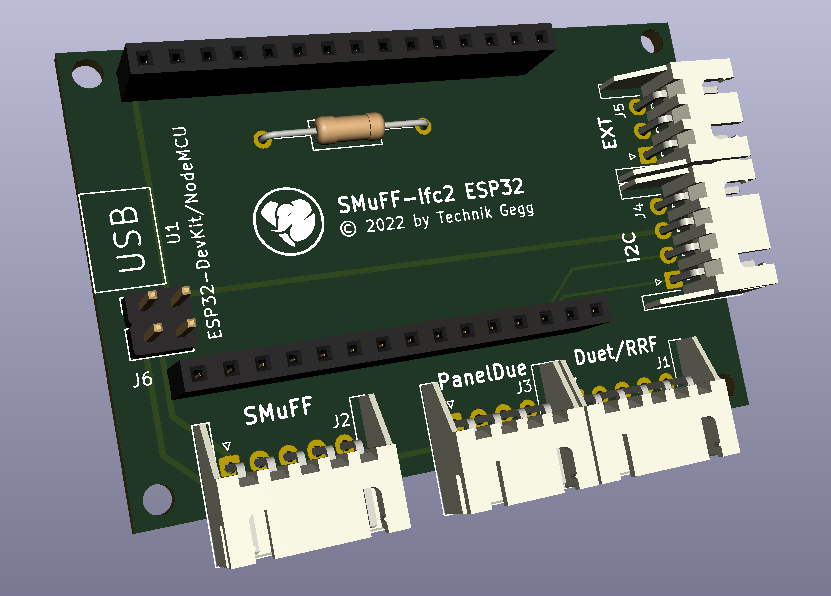 EXT
J5
SMuFF-Ifc2 ESP32
© 2022 by Technik Gegg
USB
U1
ESP32-DevKit/NodeMCU
J4
I2C
J6
SMuFF
J2
PanelDue
J3
Duet/RRF
J1